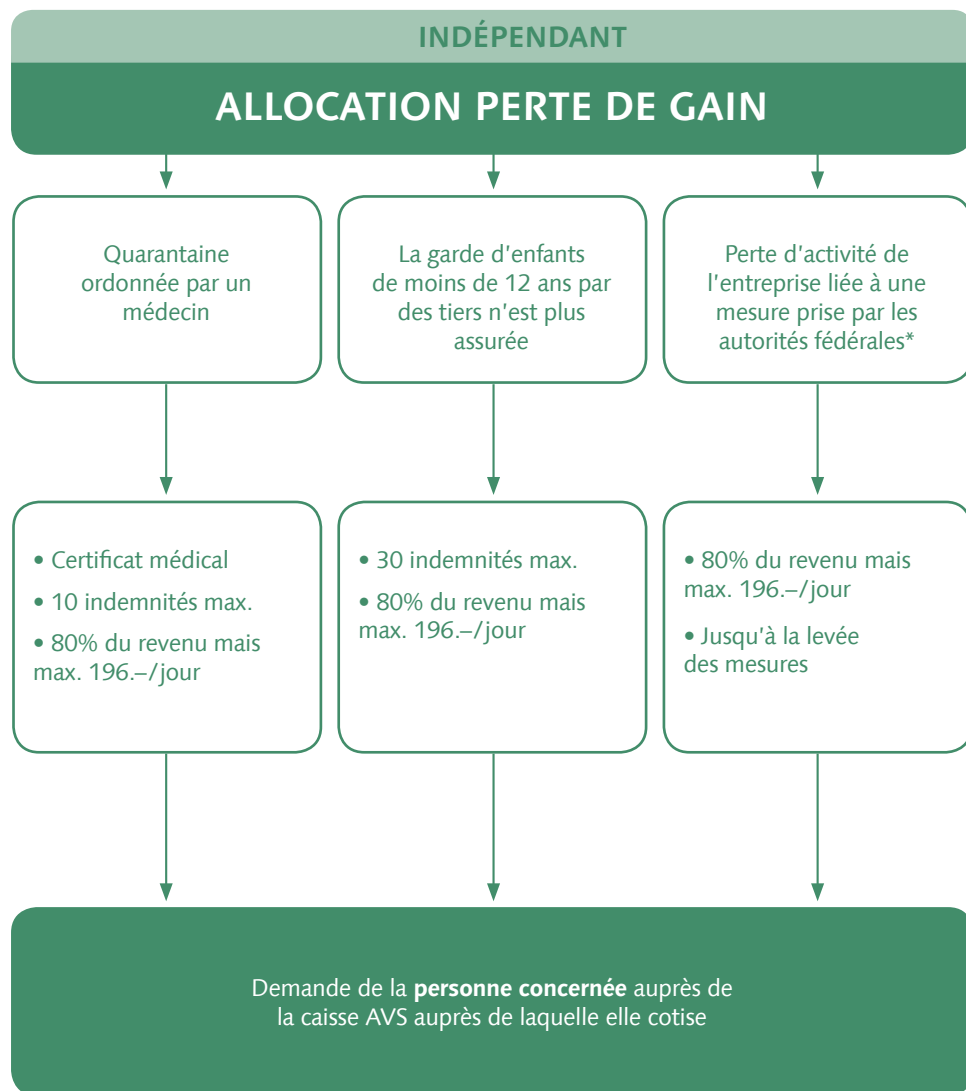 INDÉPENDANT
ALLOCATION PERTE DE GAIN
Quarantaine
ordonnée par un
médecin
La garde d'enfants
de moins de 12 ans par
des tiers n'est plus
assurée
Perte d'activité de
l'entreprise liée à une
mesure prise par les
autorités fédérales*
• Certificat médical
• 10 indemnités max.
• 80% du revenu mais
max. 196.–/jour
• 30 indemnités max.
• 80% du revenu mais
max. 196.–/jour
• 80% du revenu mais
max. 196.–/jour
• Jusqu'à la levée
des mesures
Demande de la personne concernée auprès de
la caisse AVS auprès de laquelle elle cotise